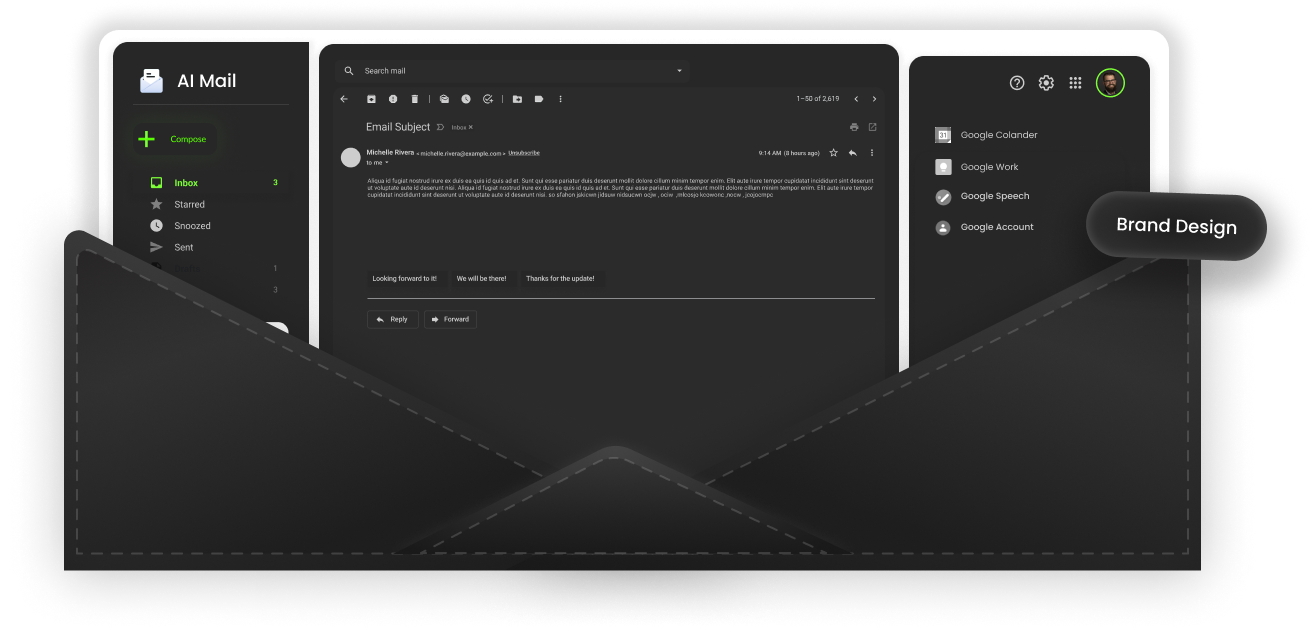 AI Mail
Compose
Inbox 3
Starred
Snoozed
Sent
1
3
Search mail
1–50 of 2,619
Email Subject Inbox ×
Michelle Rivera < michelle.rivera@example.com > Unsubscribe
to me
9:14 AM (8 hours ago)
Aliqua id fugiat nostrud irure ex duis ea quis id quis ad et. Sunt qui esse pariatur duis deserunt mollit dolore cillum minim tempor enim. Elit aute irure tempor cupidatat incididunt sint deserunt
ut voluptate aute id deserunt nisi. Aliqua id fugiat nostrud irure ex duis ea quis id quis ad et. Sunt qui esse pariatur duis deserunt mollit dolore cillum minim tempor enim. Elit aute irure tempor
cupidatat incididunt sint deserunt ut voluptate aute id deserunt nisi. so sfahon jskicwn jidsuw nidaucwn ocjw , ociw ,mkcosjo kcowonc ,nocw , jcojocmpc
Looking forward to it! We will be there! Thanks for the update!
Reply Forward
31
Google Colander
Google Work
Google Speech
Google Account
Brand Design